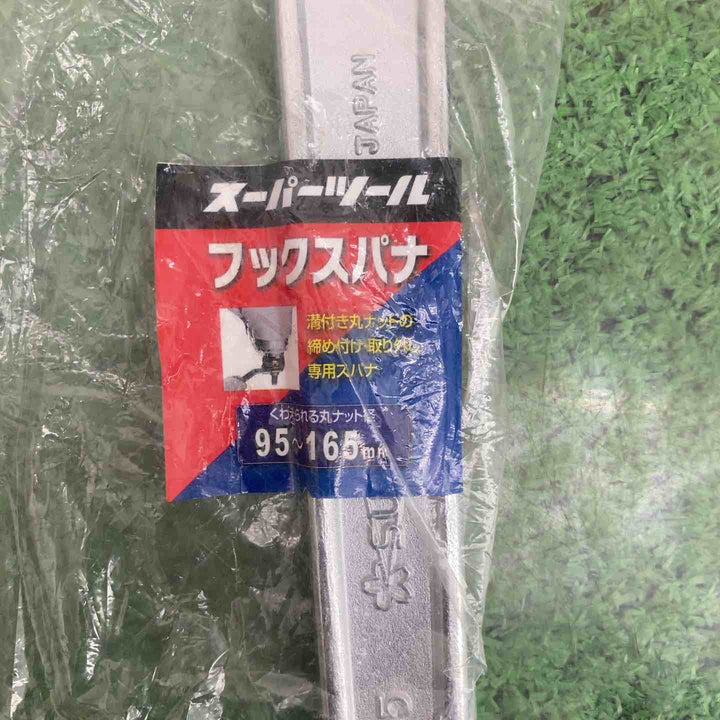 JAPAN
スーパーツール
フックスパナ
溝付き丸ナットの
締め付け・取り外し
専用スパナ
くわえられる丸ナット径
95~165mm
SU
5